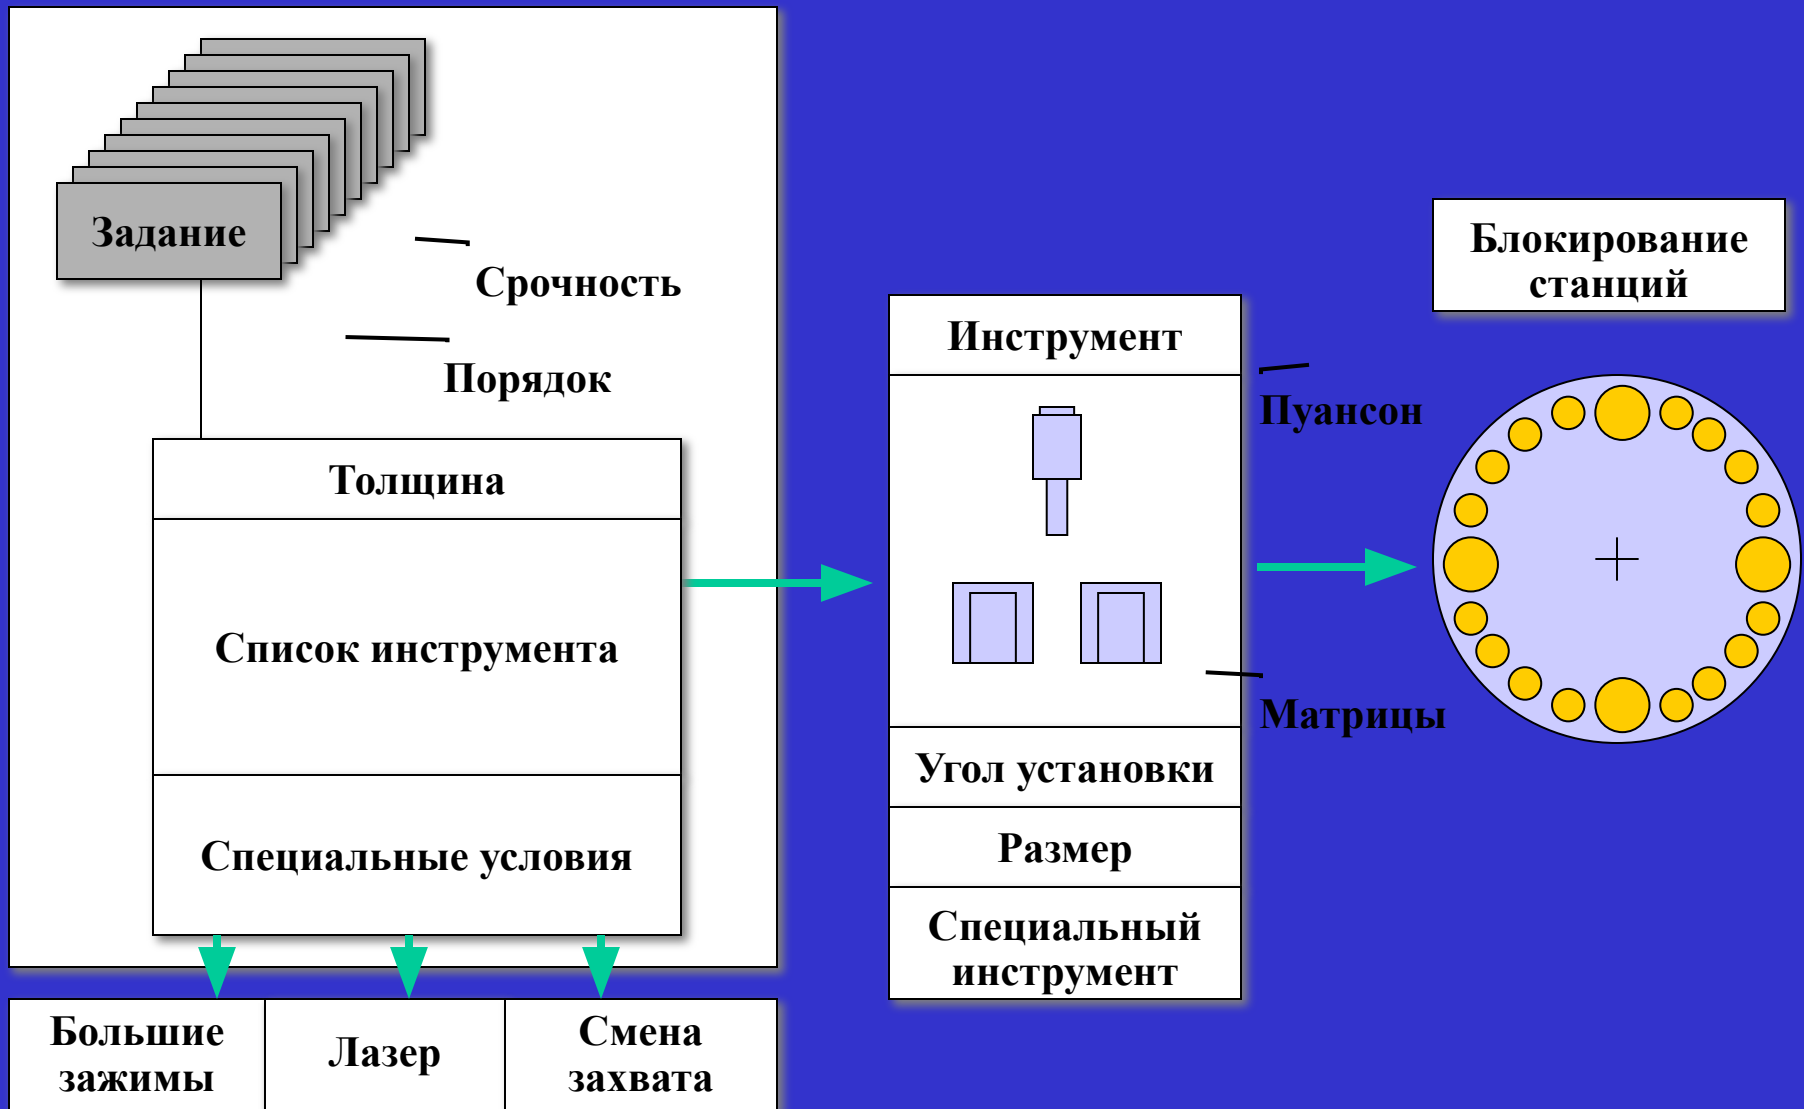 Задание
Срочность
Порядок
Толщина
Список инструмента
Специальные условия
Большие
зажимы
Лазер
Смена
захвата
Инструмент
Пуансон
Матрицы
Угол установки
Размер
Специальный
инструмент
Блокирование
станций